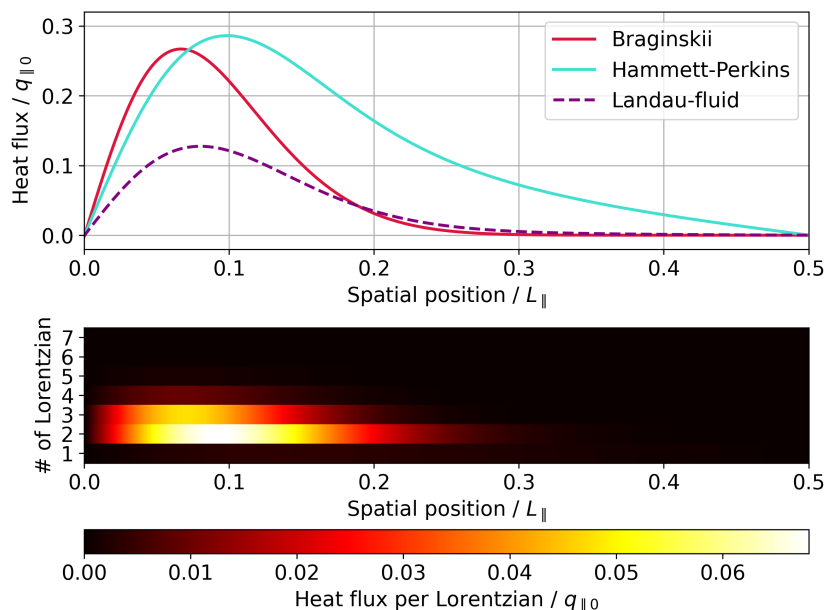 Heat flux / q∥0
0.3
0.2
0.1
0.0
Braginskii
Hammett-Perkins
Landau-fluid
0.0 0.1 0.2 0.3 0.4 0.5
Spatial position / L∥
# of Lorentzian
7
6
5
4
3
2
1
0.0 0.1 0.2 0.3 0.4 0.5
Spatial position / L∥
0.00 0.01 0.02 0.03 0.04 0.05 0.06
Heat flux per Lorentzian / q∥0